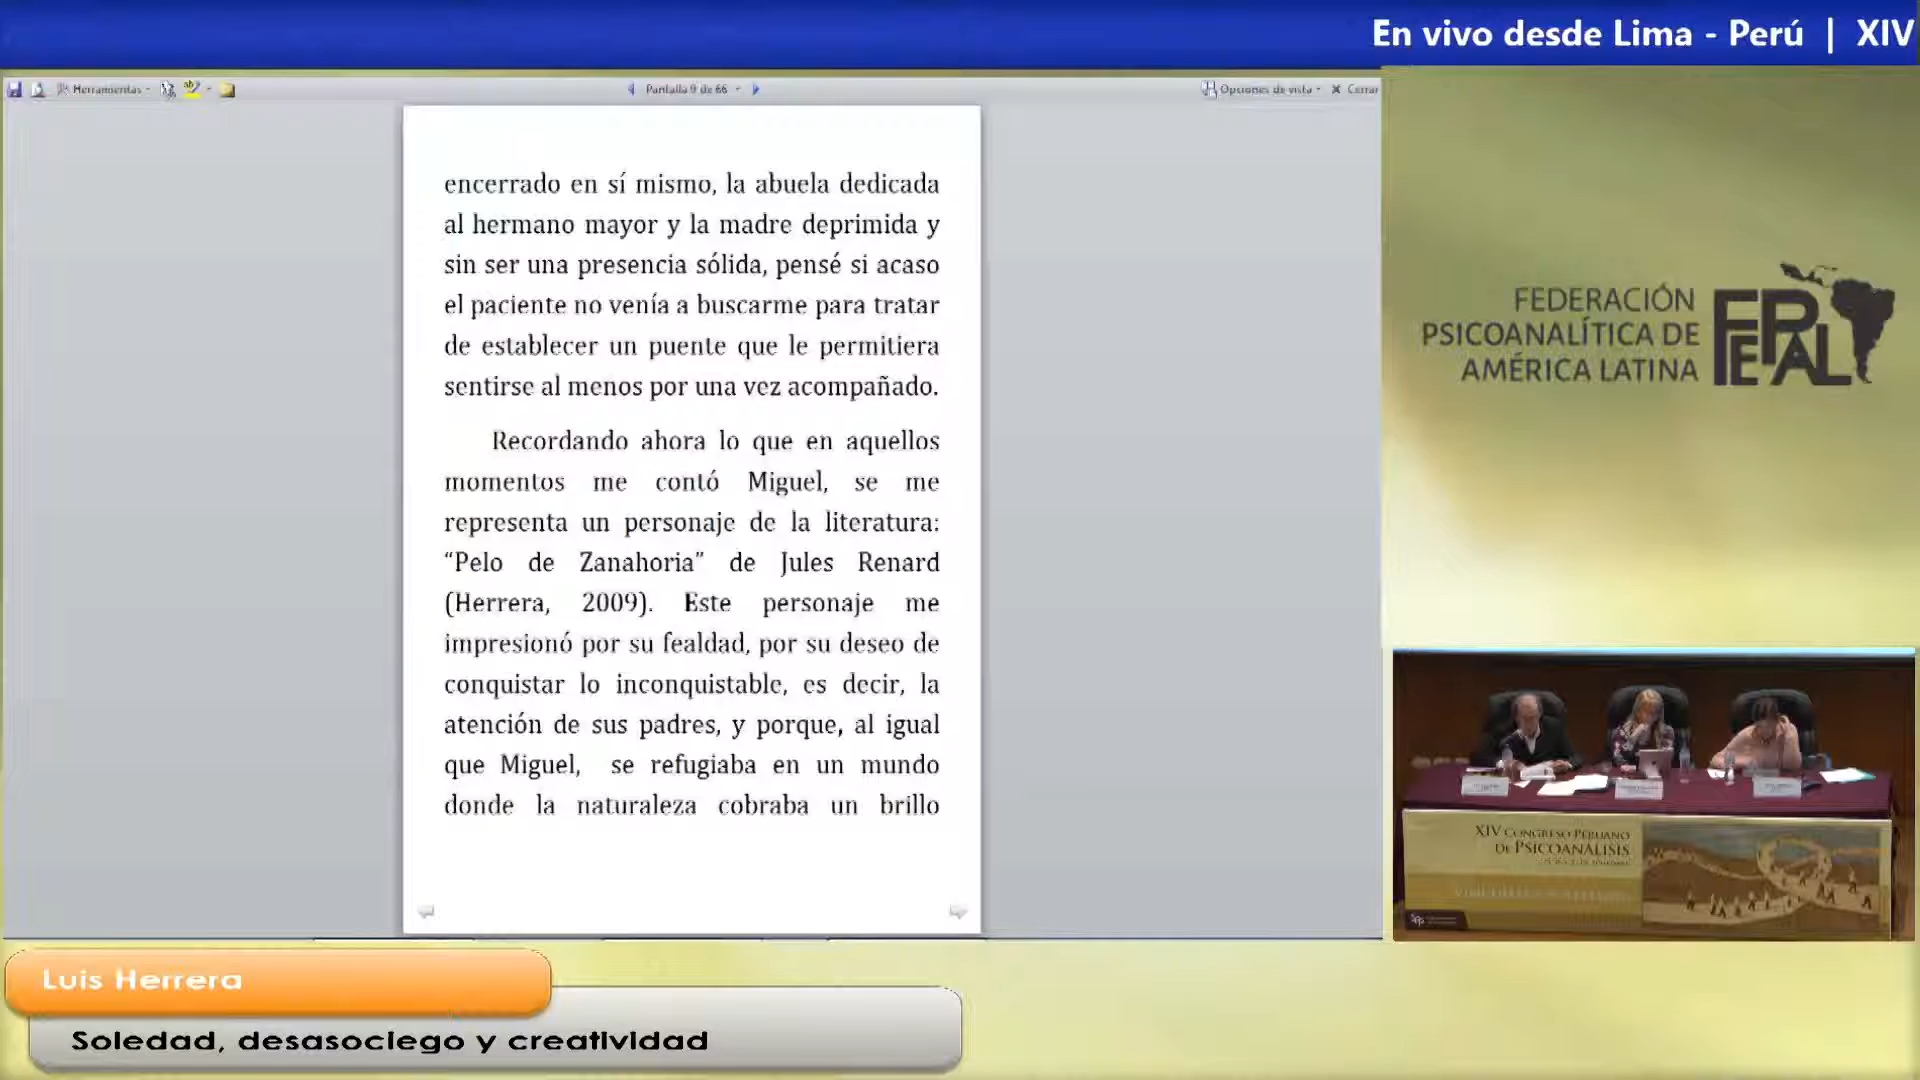 En vivo desde Lima - Perú | XIV
Herramientas
Pantalla 9 de 66
Opciones de vista
Cerrar
encerrado en sí mismo, la abuela dedicada
al hermano mayor y la madre deprimida y
sin ser una presencia sólida, pensé si acaso
el paciente no venía a buscarme para tratar
de establecer un puente que le permitiera
sentirse al menos por una vez acompañado.
Recordando ahora lo que en aquellos
momentos me contó Miguel, se me
representa un personaje de la literatura:
“Pelo de Zanahoria” de Jules Renard
(Herrera, 2009). Este personaje me
impresionó por su fealdad, por su deseo de
conquistar lo inconquistable, es decir, la
atención de sus padres, y porque, al igual
que Miguel, se refugiaba en un mundo
donde la naturaleza cobraba un brillo
FEDERACIÓN
PSICOANALÍTICA DE
AMÉRICA LATINA
FEPAL
XIV CONGRESO PERUANO
DE PSICOANÁLISIS
Luis Herrera
Soledad, desasociego y creatividad